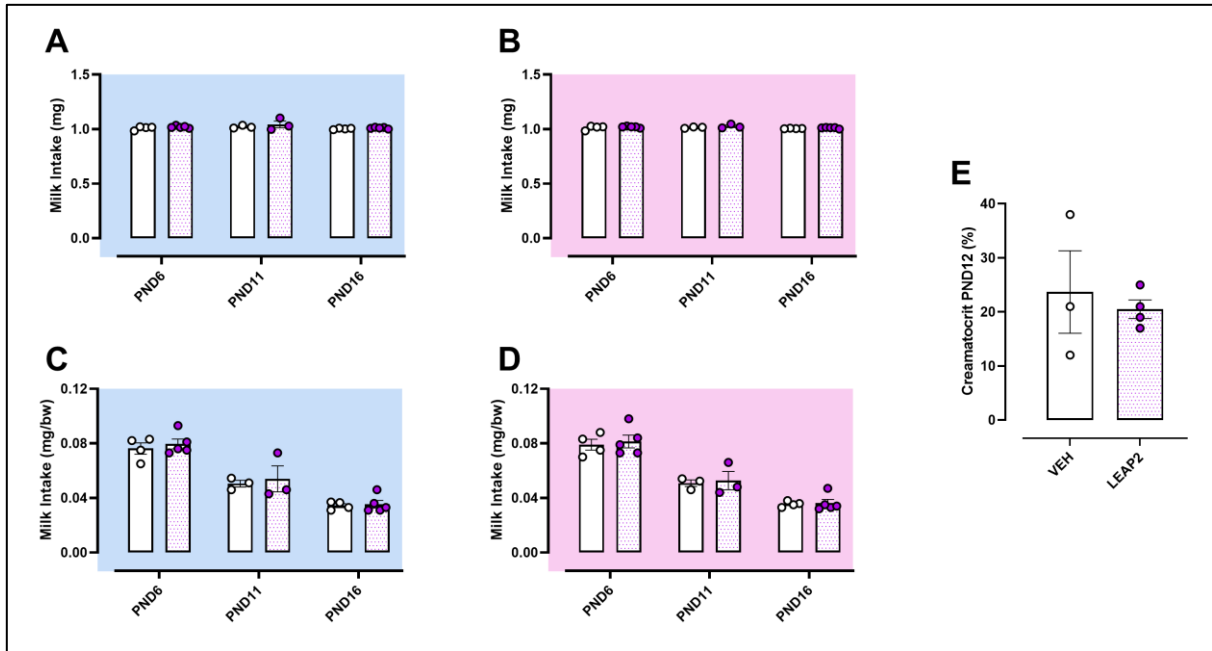 A
Milk Intake (mg)
1.5
1.0
0.5
0.0
PND6
PND11
PND16
B
Milk Intake (mg)
1.5
1.0
0.5
0.0
PND6
PND11
PND16
C
Milk Intake (mg/bw)
0.12
0.08
0.04
0.00
PND6
PND11
PND16
D
Milk Intake (mg/bw)
0.12
0.08
0.04
0.00
PND6
PND11
PND16
E
Creamatocrit PND12 (%)
40
30
20
10
0
VEH
LEAP2